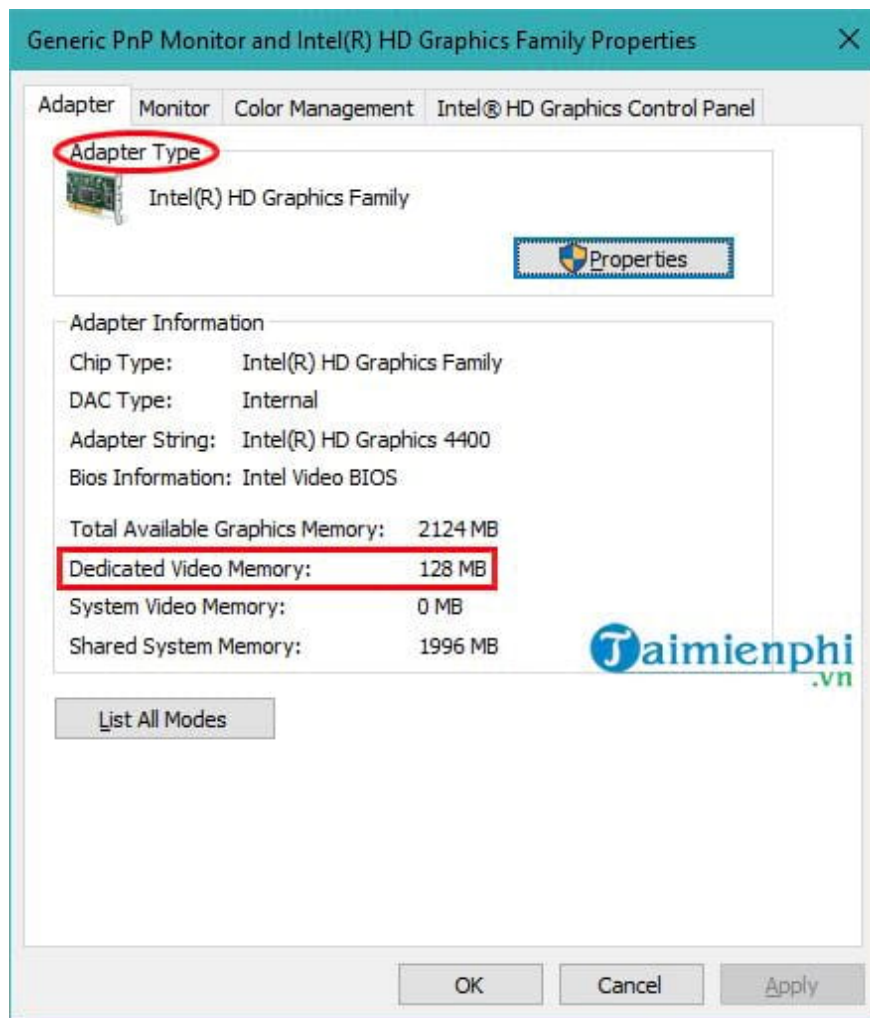 Generic PnP Monitor and Intel(R) HD Graphics Family Properties
Adapter Monitor Color Management Intel® HD Graphics Control Panel
Adapter Type
Intel(R) HD Graphics Family
Properties
Adapter Information
Chip Type: Intel(R) HD Graphics Family
DAC Type: Internal
Adapter String: Intel(R) HD Graphics 4400
Bios Information: Intel Video BIOS
Total Available Graphics Memory: 2124 MB
Dedicated Video Memory: 128 MB
System Video Memory: 0 MB
Shared System Memory: 1996 MB
Taimienphi
.vn
List All Modes
OK Cancel Apply